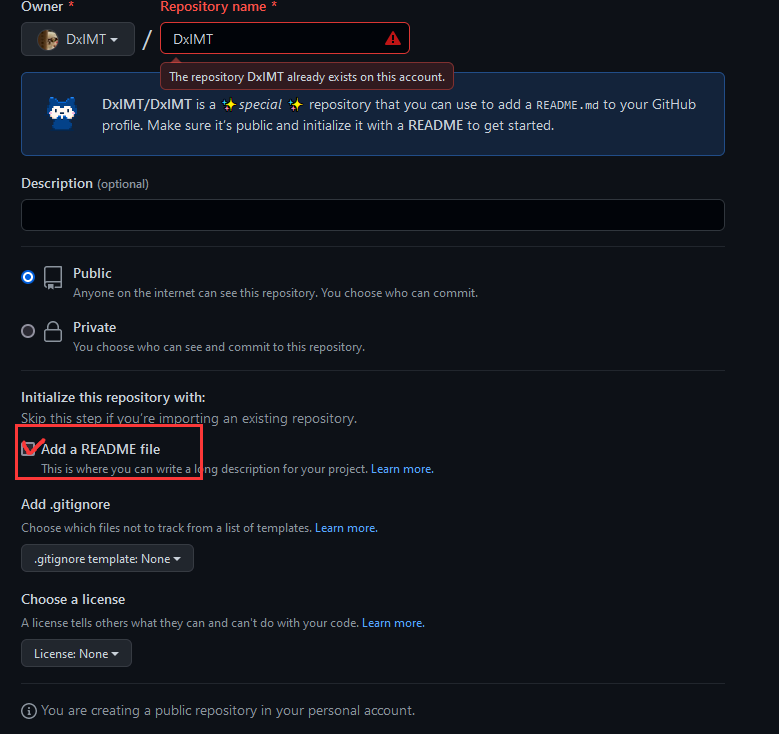 Owner * Repository name *
DxIMT / DxIMT
The repository DxIMT already exists on this account.
DxIMT/DxIMT is a ✨special ✨ repository that you can use to add a README.md to your GitHub
profile. Make sure it's public and initialize it with a README to get started.
Description (optional)
Public
Anyone on the internet can see this repository. You choose who can commit.
Private
You choose who can see and commit to this repository.
Initialize this repository with:
Skip this step if you're importing an existing repository.
Add a README file
This is where you can write a long description for your project. Learn more.
Add .gitignore
Choose which files not to track from a list of templates. Learn more.
.gitignore template: None
Choose a license
A license tells others what they can and can't do with your code. Learn more.
License: None
You are creating a public repository in your personal account.